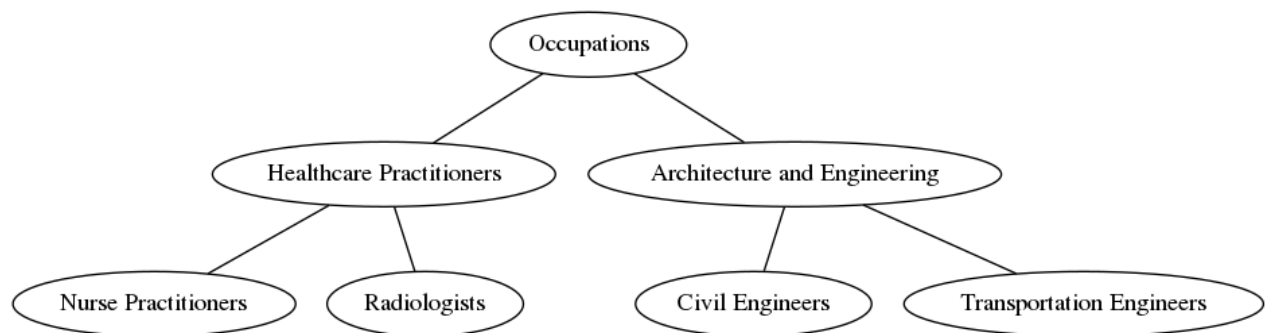 Occupations
Healthcare Practitioners
Architecture and Engineering
Nurse Practitioners
Radiologists
Civil Engineers
Transportation Engineers